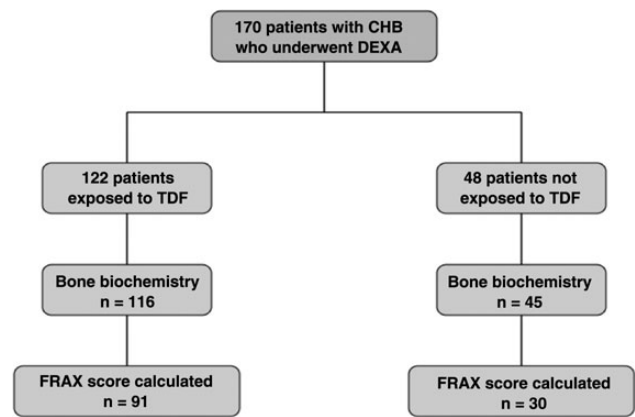 170 patients with CHB
who underwent DEXA
122 patients
exposed to TDF
48 patients not
exposed to TDF
Bone biochemistry
n = 116
Bone biochemistry
n = 45
FRAX score calculated
n = 91
FRAX score calculated
n = 30